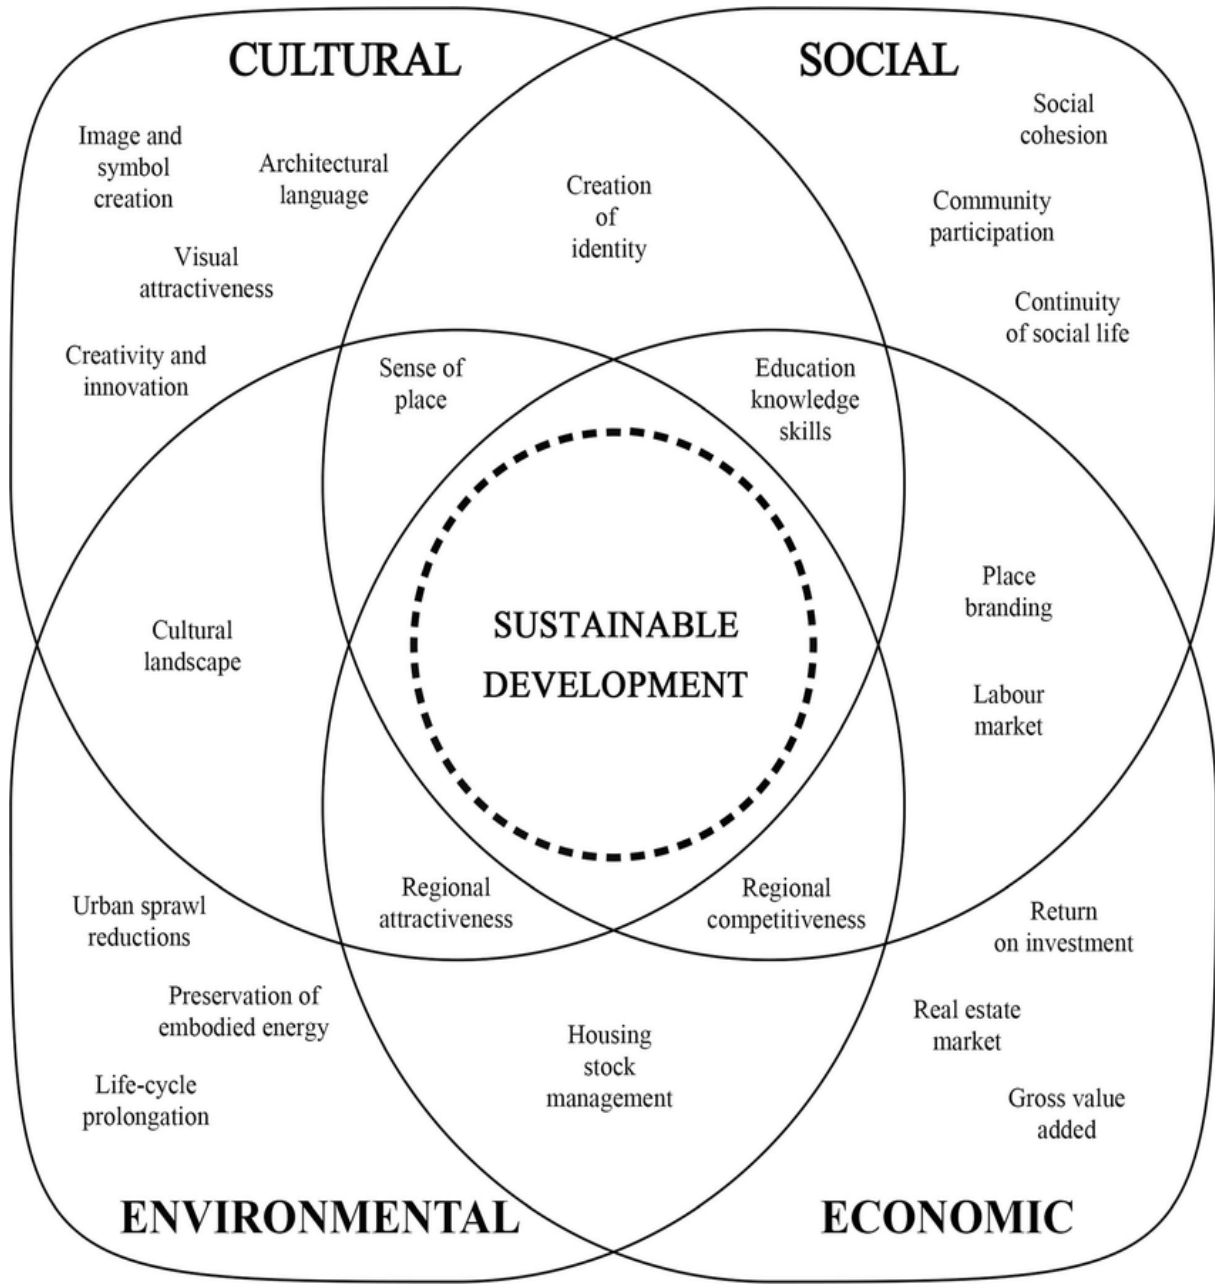 CULTURAL
SOCIAL
Image and
symbol
creation
Architectural
language
Visual
attractiveness
Creativity and
innovation
Creation
of
identity
Social
cohesion
Community
participation
Continuity
of social life
Sense of
place
Education
knowledge
skills
Cultural
landscape
SUSTAINABLE
DEVELOPMENT
Place
branding
Labour
market
Regional
attractiveness
Regional
competitiveness
Urban sprawl
reductions
Preservation of
embodied energy
Life-cycle
prolongation
Housing
stock
management
Return
on investment
Real estate
market
Gross value
added
ENVIRONMENTAL
ECONOMIC